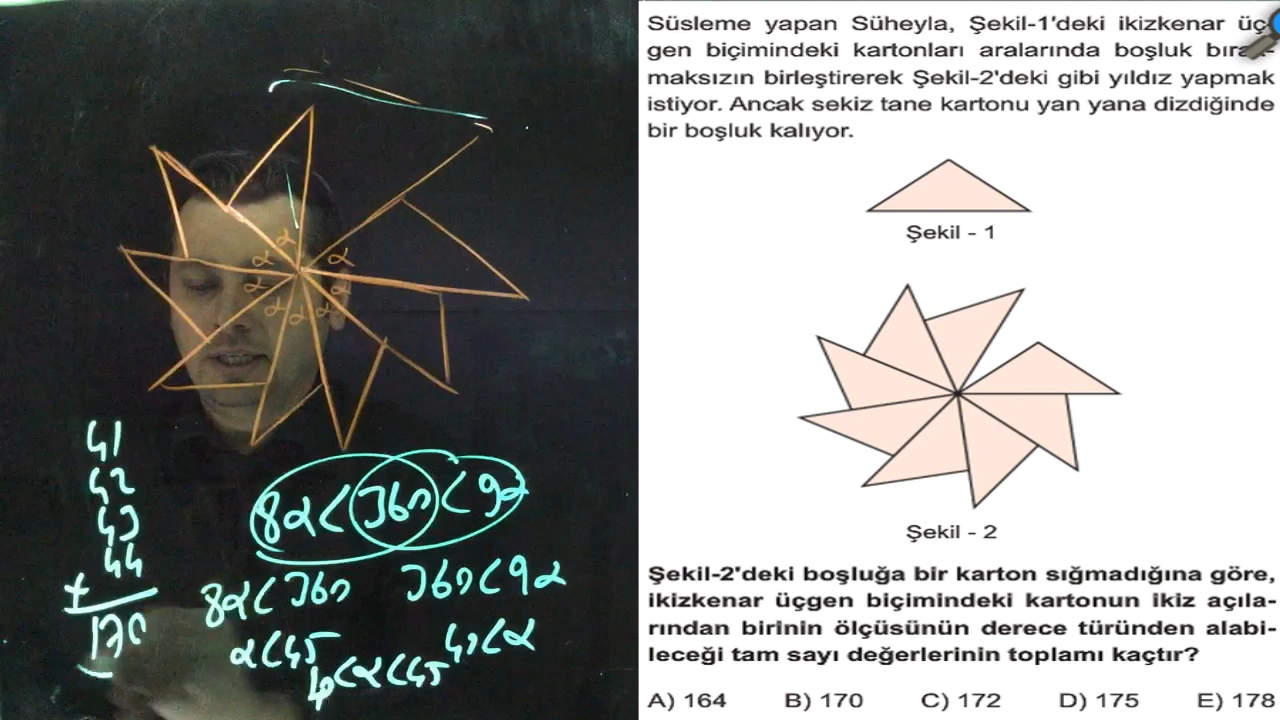 α
α
α
α
α
α
α
α
41
42
43
44
+
170
8α < 360 < 9α
8α < 360
360 < 9α
α < 45
40 < α
40 < α < 45
Süsleme yapan Süheyla, Şekil-1'deki ikizkenar üç-
gen biçimindeki kartonları aralarında boşluk bırak-
maksızın birleştirerek Şekil-2'deki gibi yıldız yapmak
istiyor. Ancak sekiz tane kartonu yan yana dizdiğinde
bir boşluk kalıyor.
Şekil - 1
Şekil - 2
Şekil-2'deki boşluğa bir karton sığmadığına göre,
ikizkenar üçgen biçimindeki kartonun ikiz açıla-
rından birinin ölçüsünün derece türünden alabi-
leceği tam sayı değerlerinin toplamı kaçtır?
A) 164 B) 170 C) 172 D) 175 E) 178